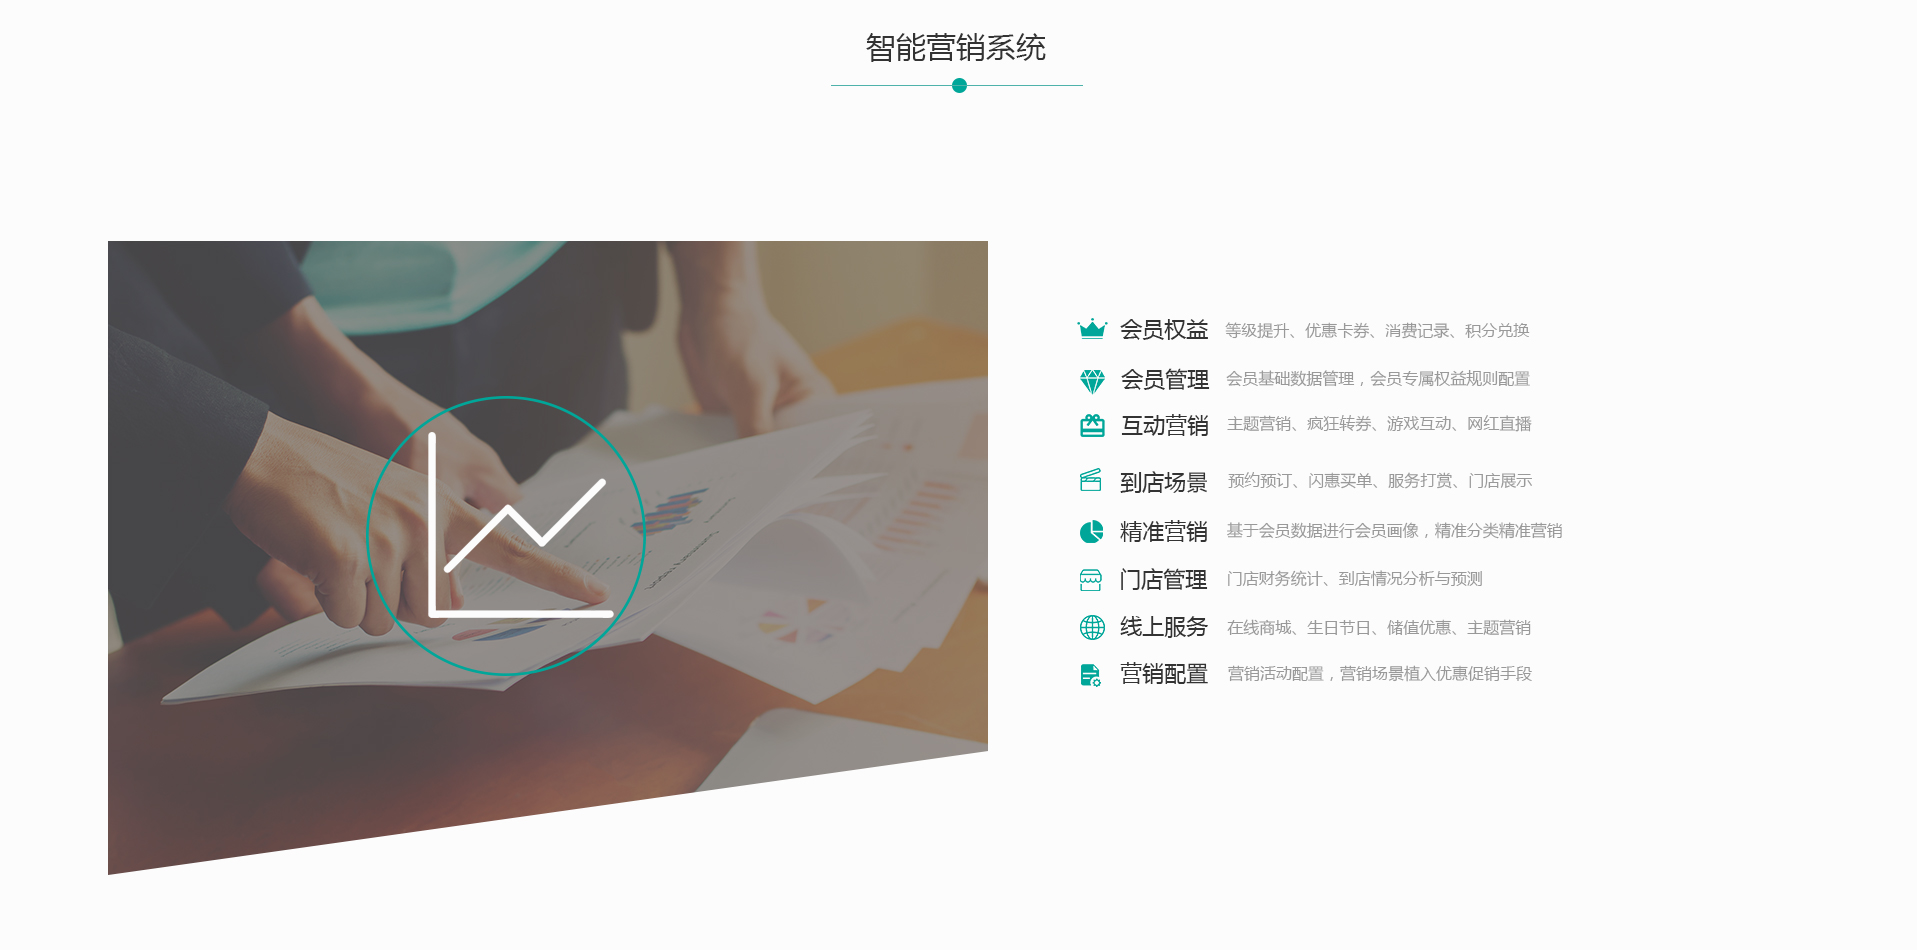 智能营销系统
会员权益 等级提升、优惠卡券、消费记录、积分兑换
会员管理 会员基础数据管理，会员专属权益规则配置
互动营销 主题营销、疯狂转券、游戏互动、网红直播
到店场景 预约预订、闪惠买单、服务打赏、门店展示
精准营销 基于会员数据进行会员画像，精准分类精准营销
门店管理 门店财务统计、到店情况分析与预测
线上服务 在线商城、生日节日、储值优惠、主题营销
营销配置 营销活动配置，营销场景植入优惠促销手段